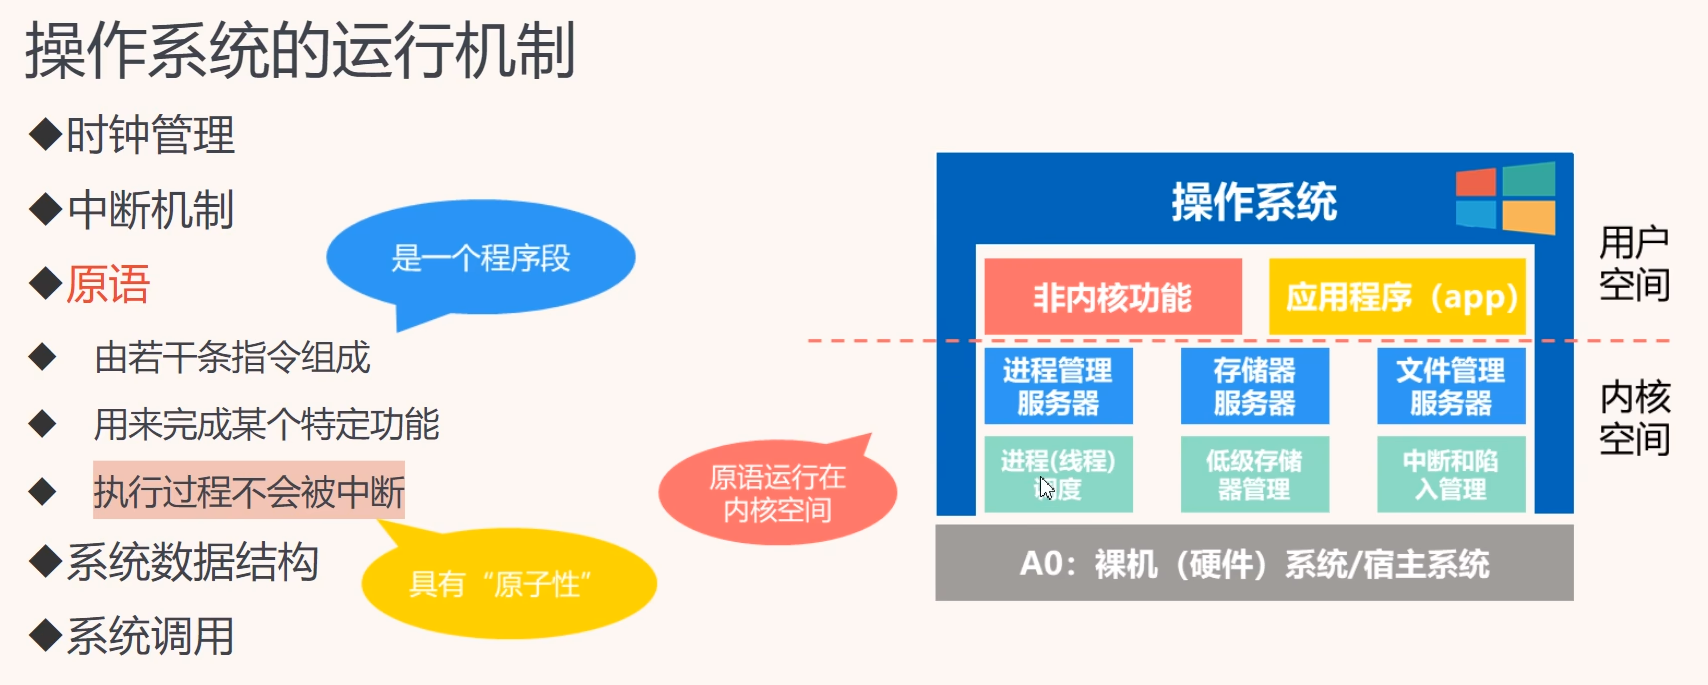 操作系统的运行机制
◆时钟管理
◆中断机制
◆原语
◆ 由若干条指令组成
◆ 用来完成某个特定功能
◆ 执行过程不会被中断
◆系统数据结构
◆系统调用
是一个程序段
具有“原子性”
原语运行在
内核空间
操作系统
非内核功能
应用程序（app）
进程管理
服务器
存储器
服务器
文件管理
服务器
进程(线程)
调度
低级存储
器管理
中断和陷
入管理
A0：裸机（硬件）系统/宿主系统
用户
空间
内核
空间